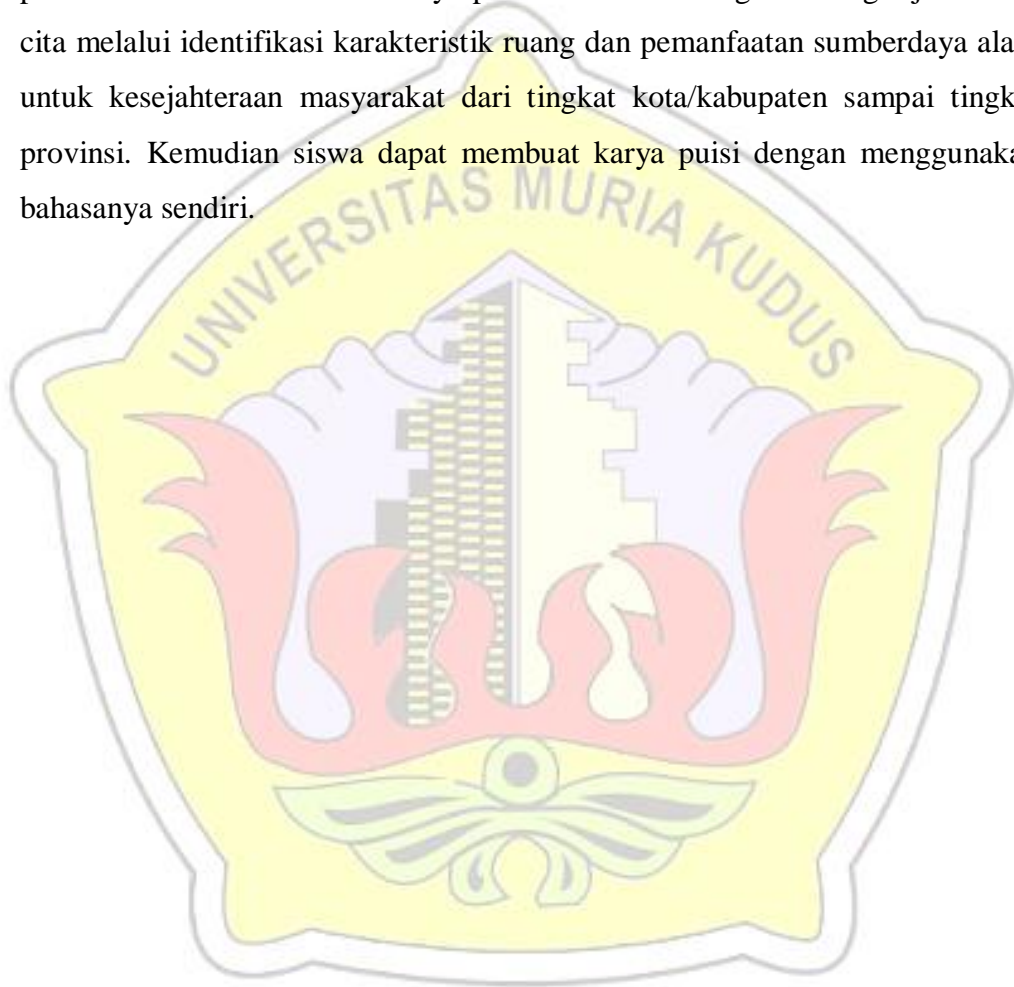 cita melalui identifikasi karakteristik ruang dan pemanfaatan sumberdaya ala
untuk kesejahteraan masyarakat dari tingkat kota/kabupaten sampai tingk
provinsi. Kemudian siswa dapat membuat karya puisi dengan menggunaka
bahasanya sendiri.
UNIVERSITAS MURIA KUDUS